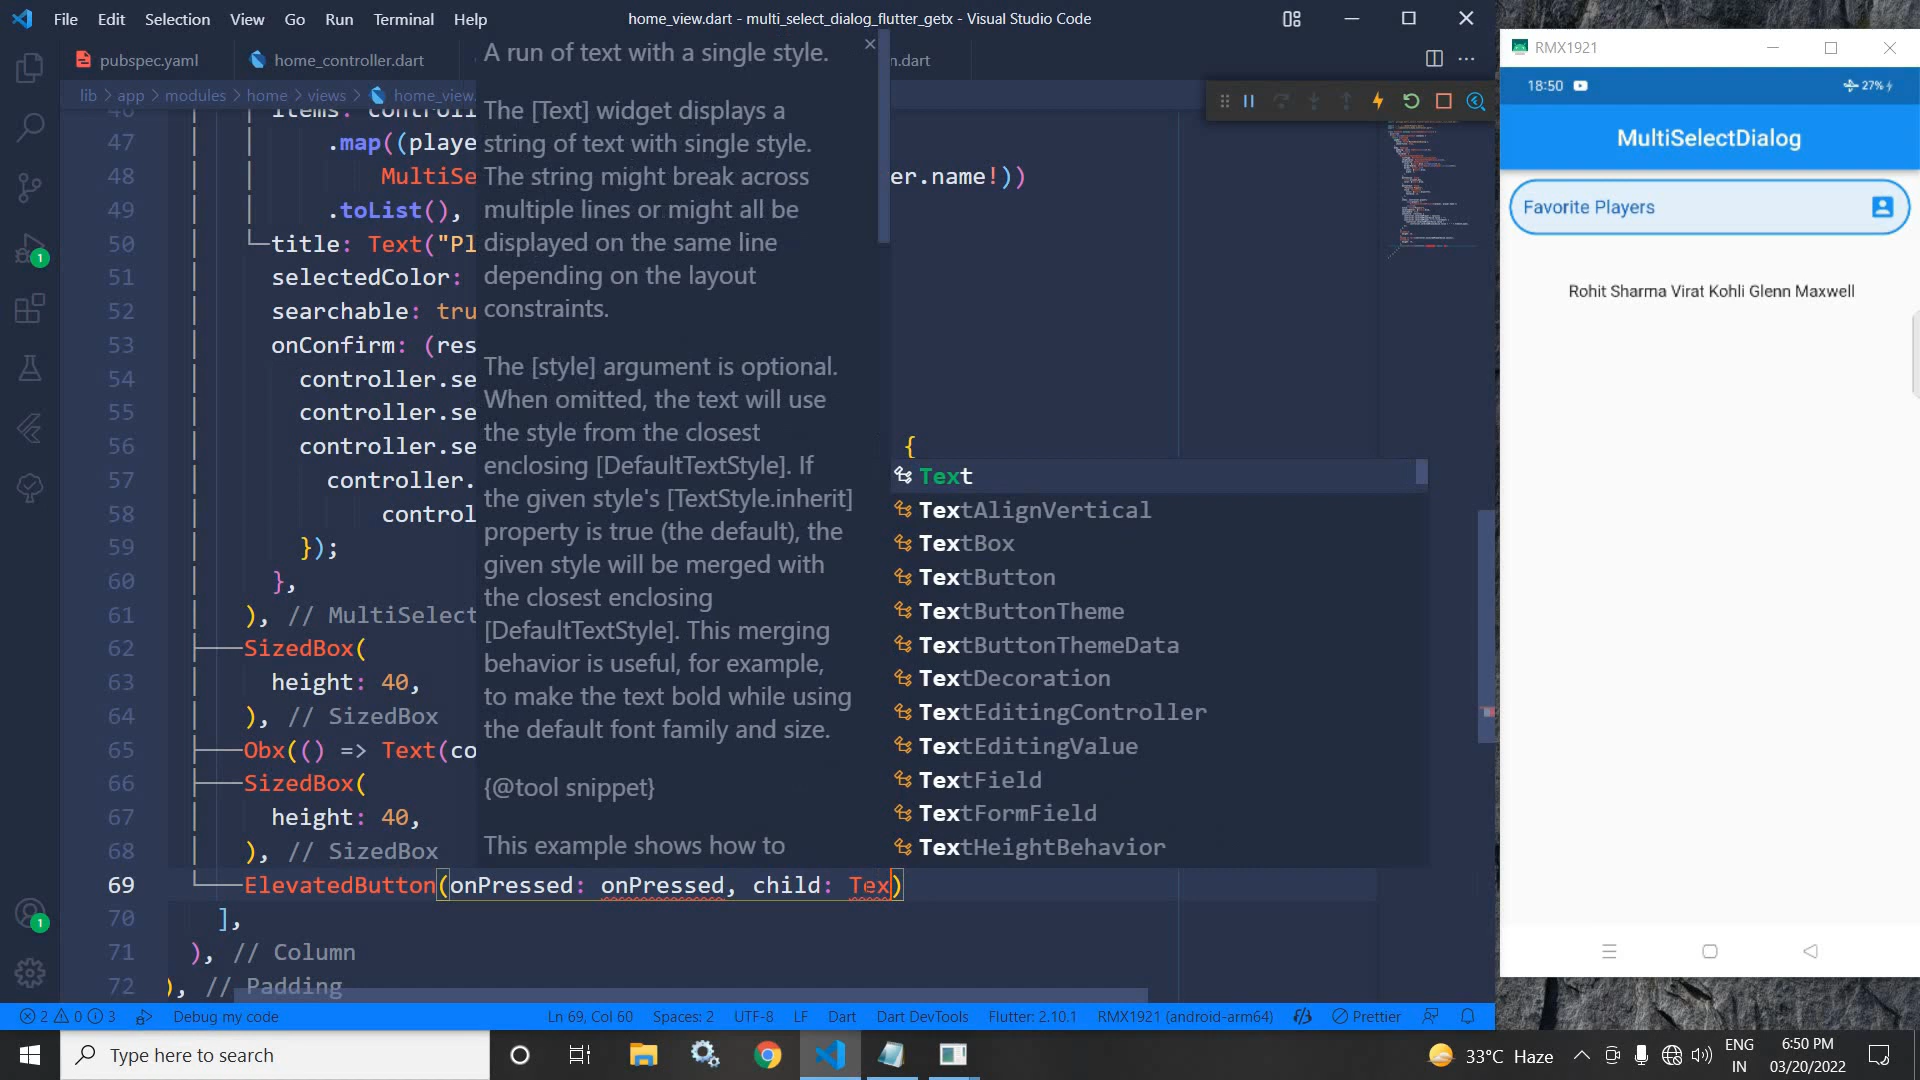 File Edit Selection View Go Run Terminal Help
home_view.dart - multi_select_dialog_flutter_getx - Visual Studio Code
pubspec.yaml
home_controller.dart
n.dart
lib > app > modules > home > views > home_view.
47 .map((playe
48 MultiSe
er.name!))
49 .toList(),
50 title: Text("Pl
51 selectedColor:
52 searchable: tru
53 onConfirm: (res
54 controller.se
55 controller.se
56 controller.se
{
57 controller.
58 control
59 });
60 },
61 ), // MultiSelect
62 SizedBox(
63 height: 40,
64 ), // SizedBox
65 Obx(() => Text(co
66 SizedBox(
67 height: 40,
68 ), // SizedBox
69 ElevatedButton(onPressed: onPressed, child: Tex)
70 ],
71 ), // Column
72 ), // Padding
A run of text with a single style.
The [Text] widget displays a
string of text with single style.
The string might break across
multiple lines or might all be
displayed on the same line
depending on the layout
constraints.
The [style] argument is optional.
When omitted, the text will use
the style from the closest
enclosing [DefaultTextStyle]. If
the given style's [TextStyle.inherit]
property is true (the default), the
given style will be merged with
the closest enclosing
[DefaultTextStyle]. This merging
behavior is useful, for example,
to make the text bold while using
the default font family and size.
{@tool snippet}
This example shows how to
Text
TextAlignVertical
TextBox
TextButton
TextButtonTheme
TextButtonThemeData
TextDecoration
TextEditingController
TextEditingValue
TextField
TextFormField
TextHeightBehavior
1
1
2 0 3 Debug my code
Ln 69, Col 60 Spaces: 2 UTF-8 LF Dart Dart DevTools Flutter: 2.10.1 RMX1921 (android-arm64) Prettier
RMX1921
18:50
27%
MultiSelectDialog
Favorite Players
Rohit Sharma Virat Kohli Glenn Maxwell
Type here to search
33°C Haze
ENG
IN
6:50 PM
03/20/2022